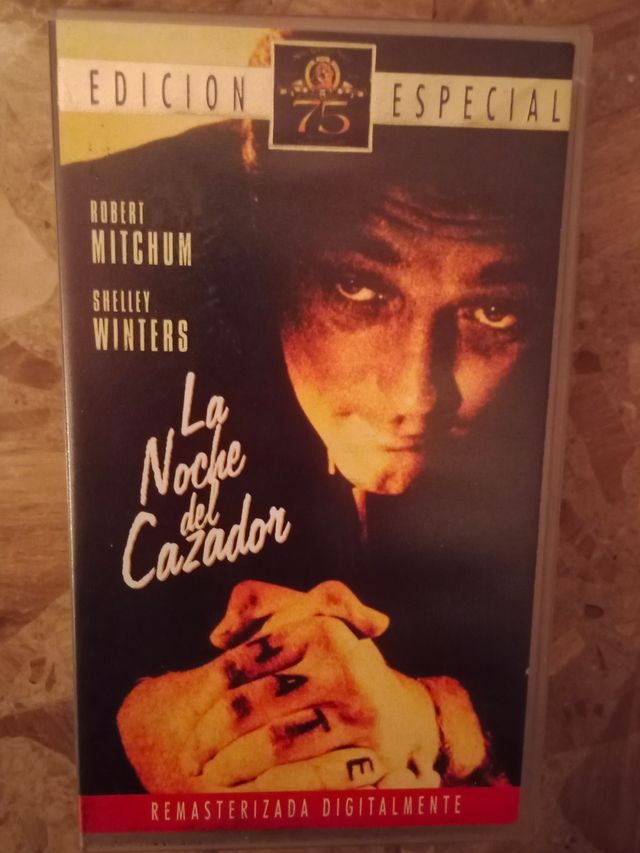 EDICION
75
ESPECIAL
ROBERT
MITCHUM
SHELLEY
WINTERS
La
Noche
del
Cazador
HATE
REMASTERIZADA DIGITALMENTE